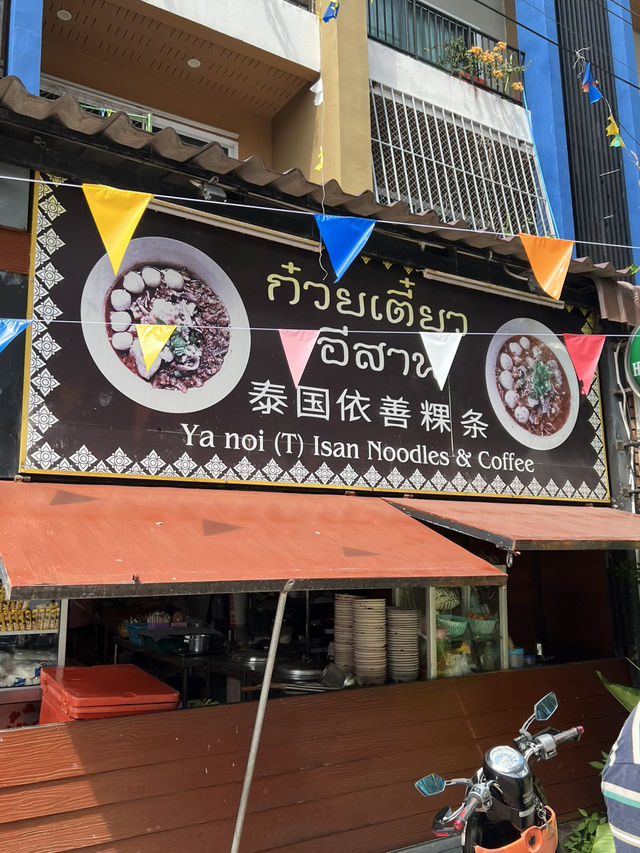 ก๋วยเตี๋ยว
อีสาน
泰国依善粿条
Ya noi (T) Isan Noodles & Coffee